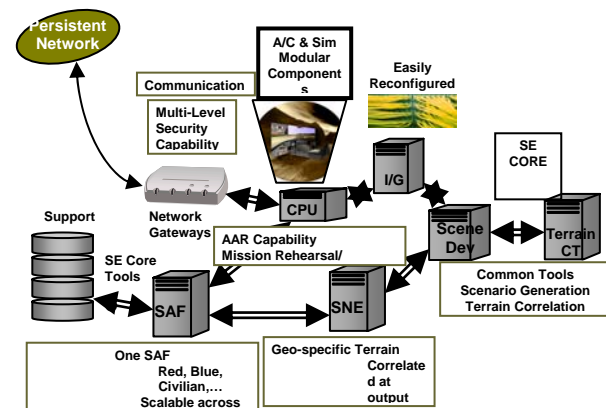 Persistent
Network
A/C & Sim
Modular
Component
s
Communication
Easily
Reconfigured
Multi-Level
Security
Capability
SE
CORE
I/G
CPU
Support
Network
Gateways
AAR Capability
Mission Rehearsal/
Scene
Dev
Terrain
CT
SE Core
Tools
SAF
SNE
Common Tools
Scenario Generation
Terrain Correlation
One SAF
Red, Blue,
Civilian,…
Scalable across
Geo-specific Terrain
Correlate
d at
output